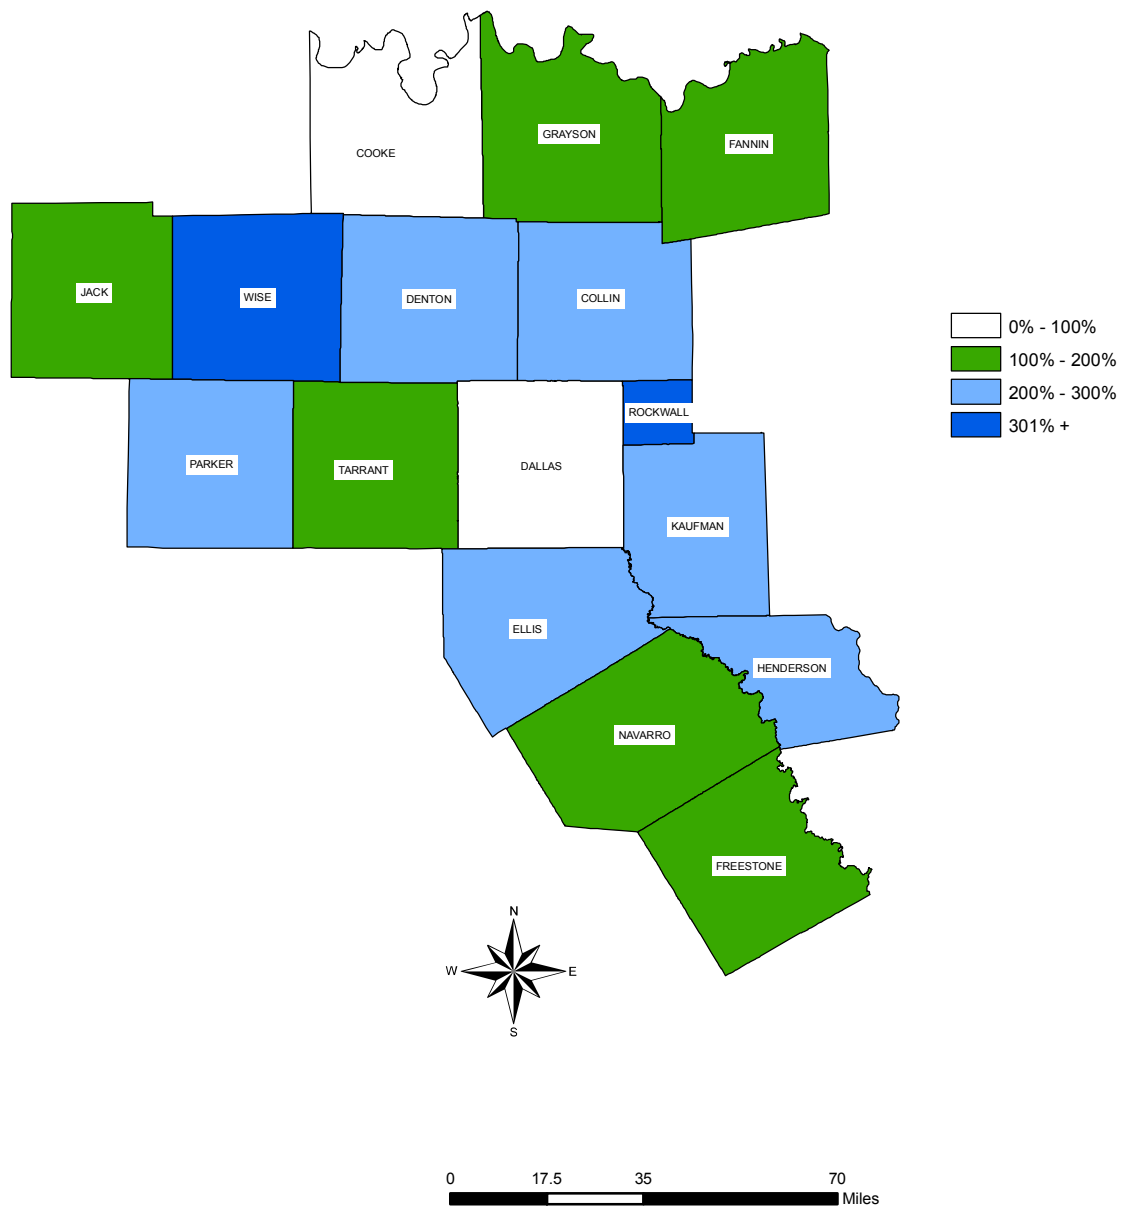 GRAYSON
FANNIN
COOKE
JACK
WISE
DENTON
COLLIN
0% - 100%
100% - 200%
200% - 300%
301% +
ROCKWALL
PARKER
TARRANT
DALLAS
KAUFMAN
ELLIS
HENDERSON
NAVARRO
FREESTONE
N
W
E
S
0
17.5
35
70
Miles